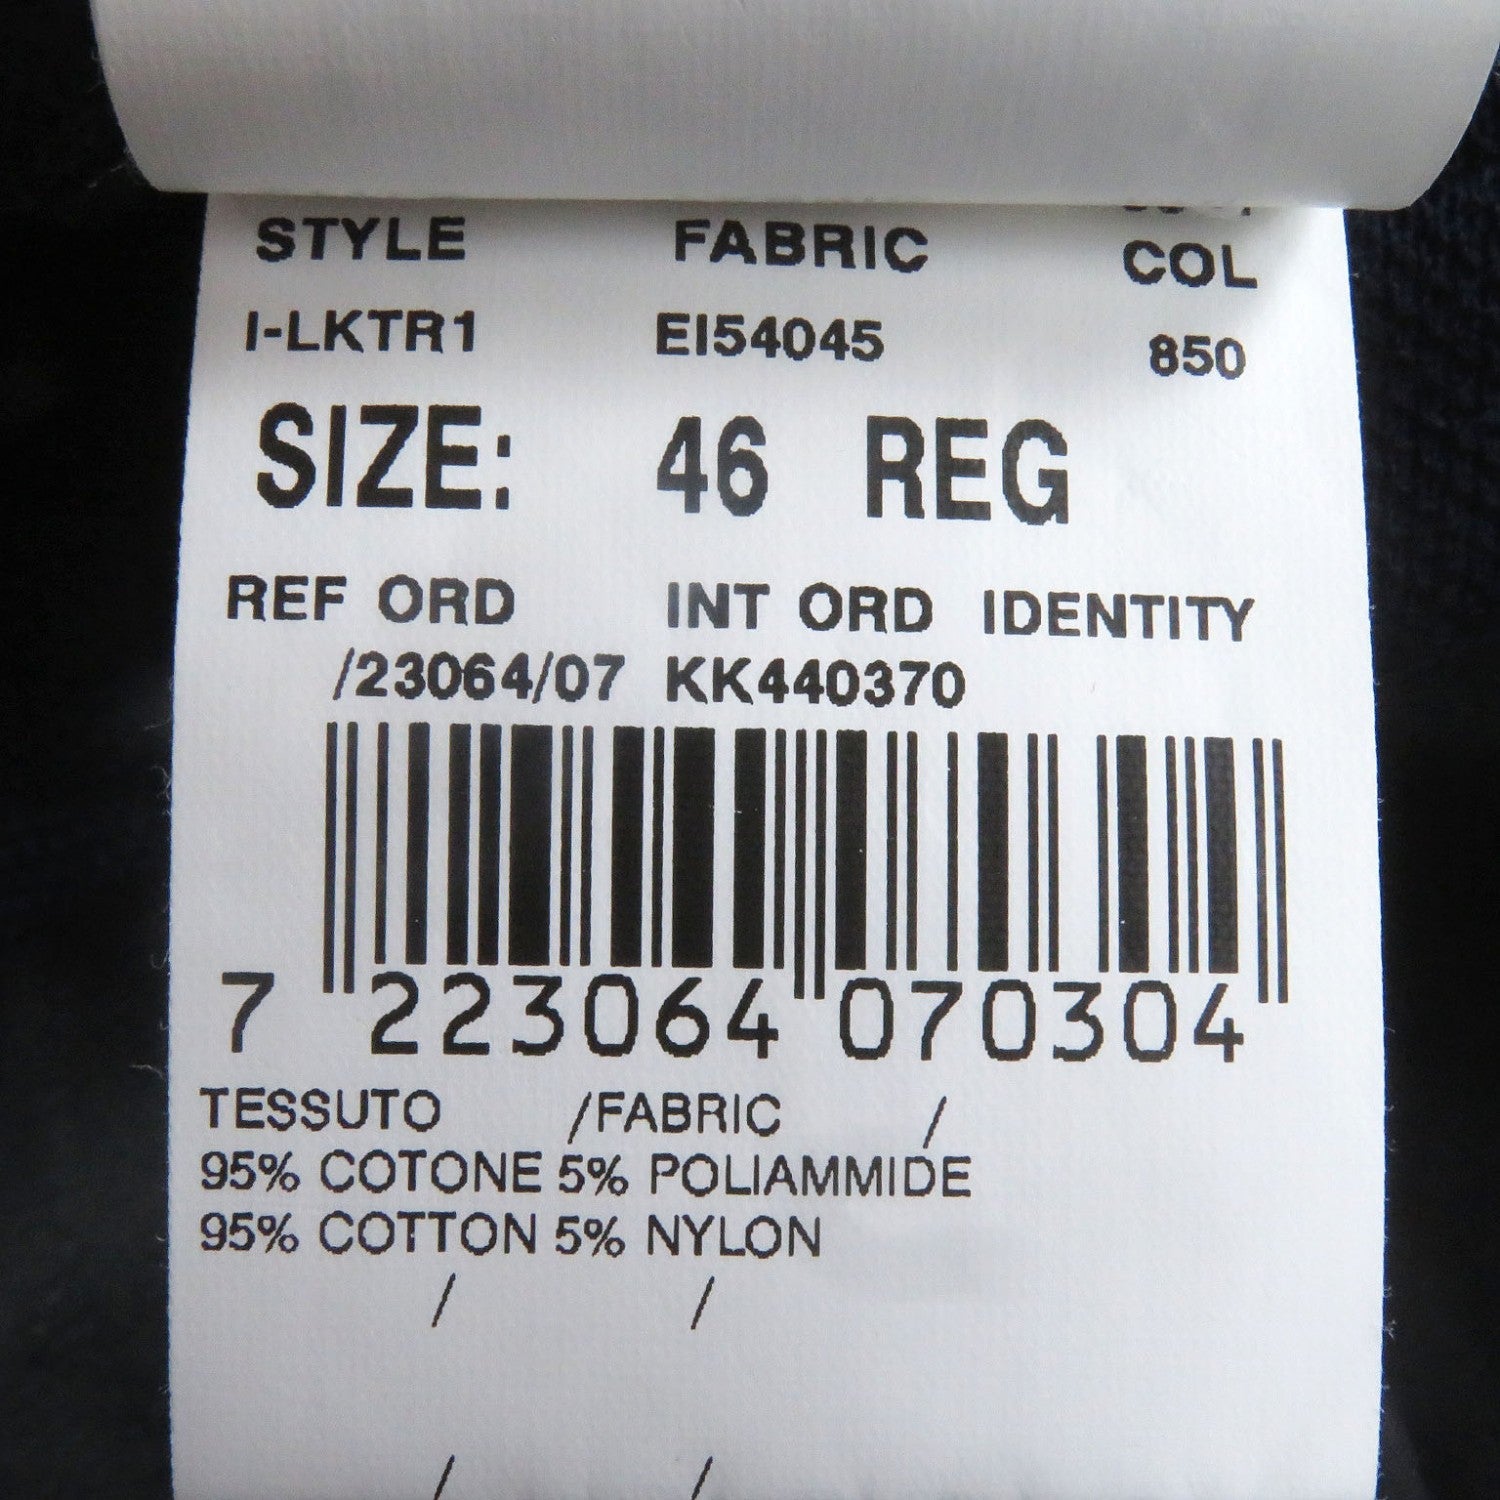 STYLE FABRIC COL
I-LKTR1 EI54045 850
SIZE: 46 REG
REF ORD INT ORD IDENTITY
/23064/07 KK440370
7 223064 070304
TESSUTO /FABRIC /
95% COTONE 5% POLIAMMIDE
95% COTTON 5% NYLON
/ /
/ /